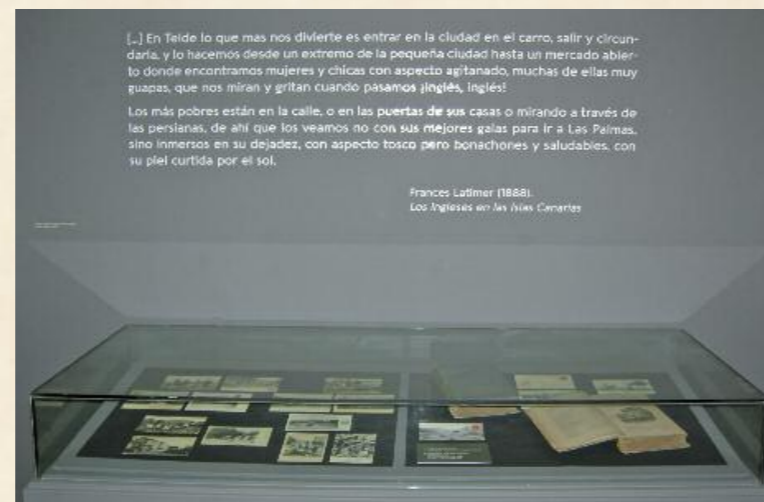 [...] En Telde lo que mas nos divierte es entrar en la ciudad en el carro, salir y circun-
darla, y lo hacemos desde un extremo de la pequeña ciudad hasta un mercado abier-
to donde encontramos mujeres y chicas con aspecto agitanado, muchas de ellas muy
guapas, que nos miran y gritan cuando pasamos ¡inglés, inglés!
Los más pobres están en la calle, o en las puertas de sus casas o mirando a través de
las persianas, de ahí que los veamos no con sus mejores galas para ir a Las Palmas,
sino inmersos en su dejadez, con aspecto tosco pero bonachones y saludables, con
su piel curtida por el sol.
Frances Latimer (1888).
Los Ingleses en las Islas Canarias